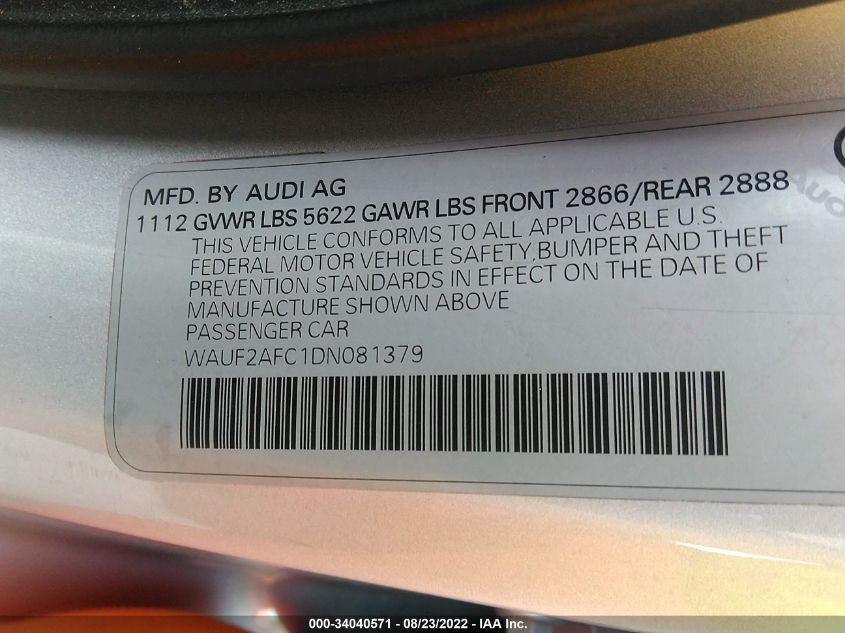 MFD. BY AUDI AG
1112 GVWR LBS 5622 GAWR LBS FRONT 2866/REAR 2888
THIS VEHICLE CONFORMS TO ALL APPLICABLE U.S.
FEDERAL MOTOR VEHICLE SAFETY,BUMPER AND THEFT
PREVENTION STANDARDS IN EFFECT ON THE DATE OF
MANUFACTURE SHOWN ABOVE
PASSENGER CAR
WAUF2AFC1DN081379
000-34040571 - 08/23/2022 - IAA Inc.